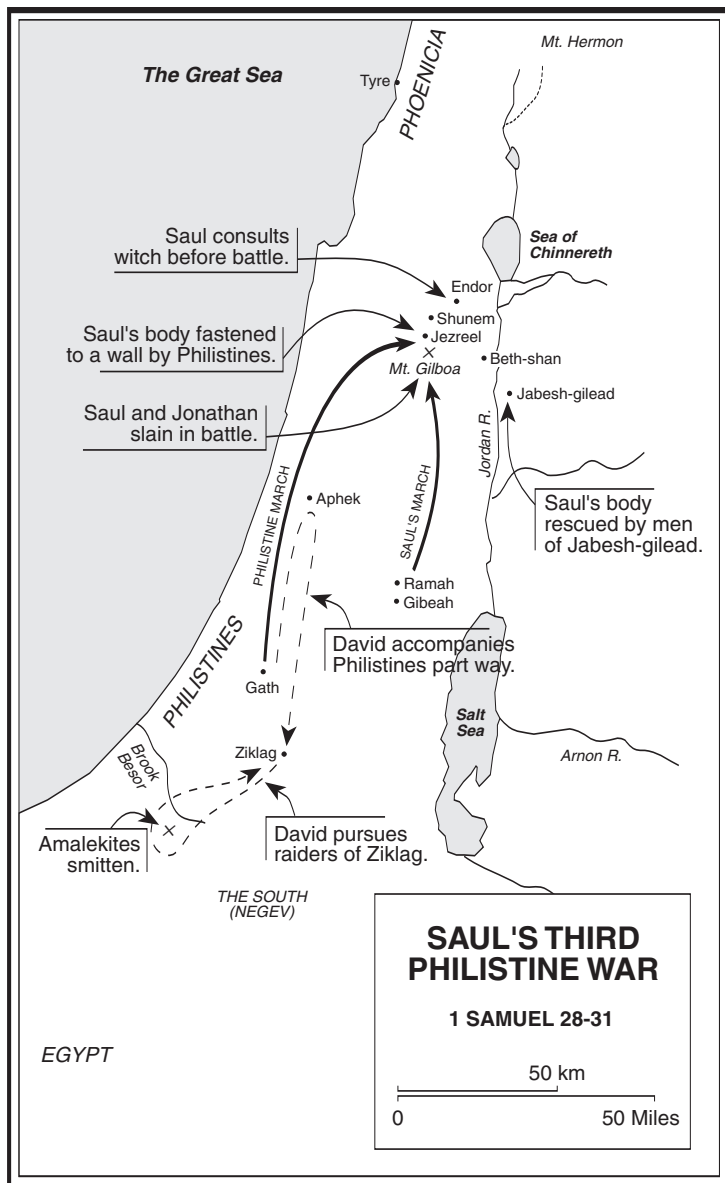 Mt. Hermon
The Great Sea
Tyre
PHOENICIA
Saul consults
witch before battle.
Sea of
Chinnereth
Endor
Shunem
Saul's body fastened
to a wall by Philistines.
Jezreel
Beth-shan
Mt. Gilboa
Jabesh-gilead
Saul and Jonathan
slain in battle.
Jordan R.
PHILISTINE MARCH
SAUL'S MARCH
Aphek
Saul's body
rescued by men
of Jabesh-gilead.
Ramah
Gibeah
PHILISTINES
David accompanies
Philistines part way.
Gath
Salt
Sea
Ziklag
Arnon R.
Brook
Besor
Amalekites
smitten.
David pursues
raiders of Ziklag.
THE SOUTH
(NEGEV)
SAUL'S THIRD
PHILISTINE WAR
1 SAMUEL 28-31
EGYPT
50 km
0
50 Miles